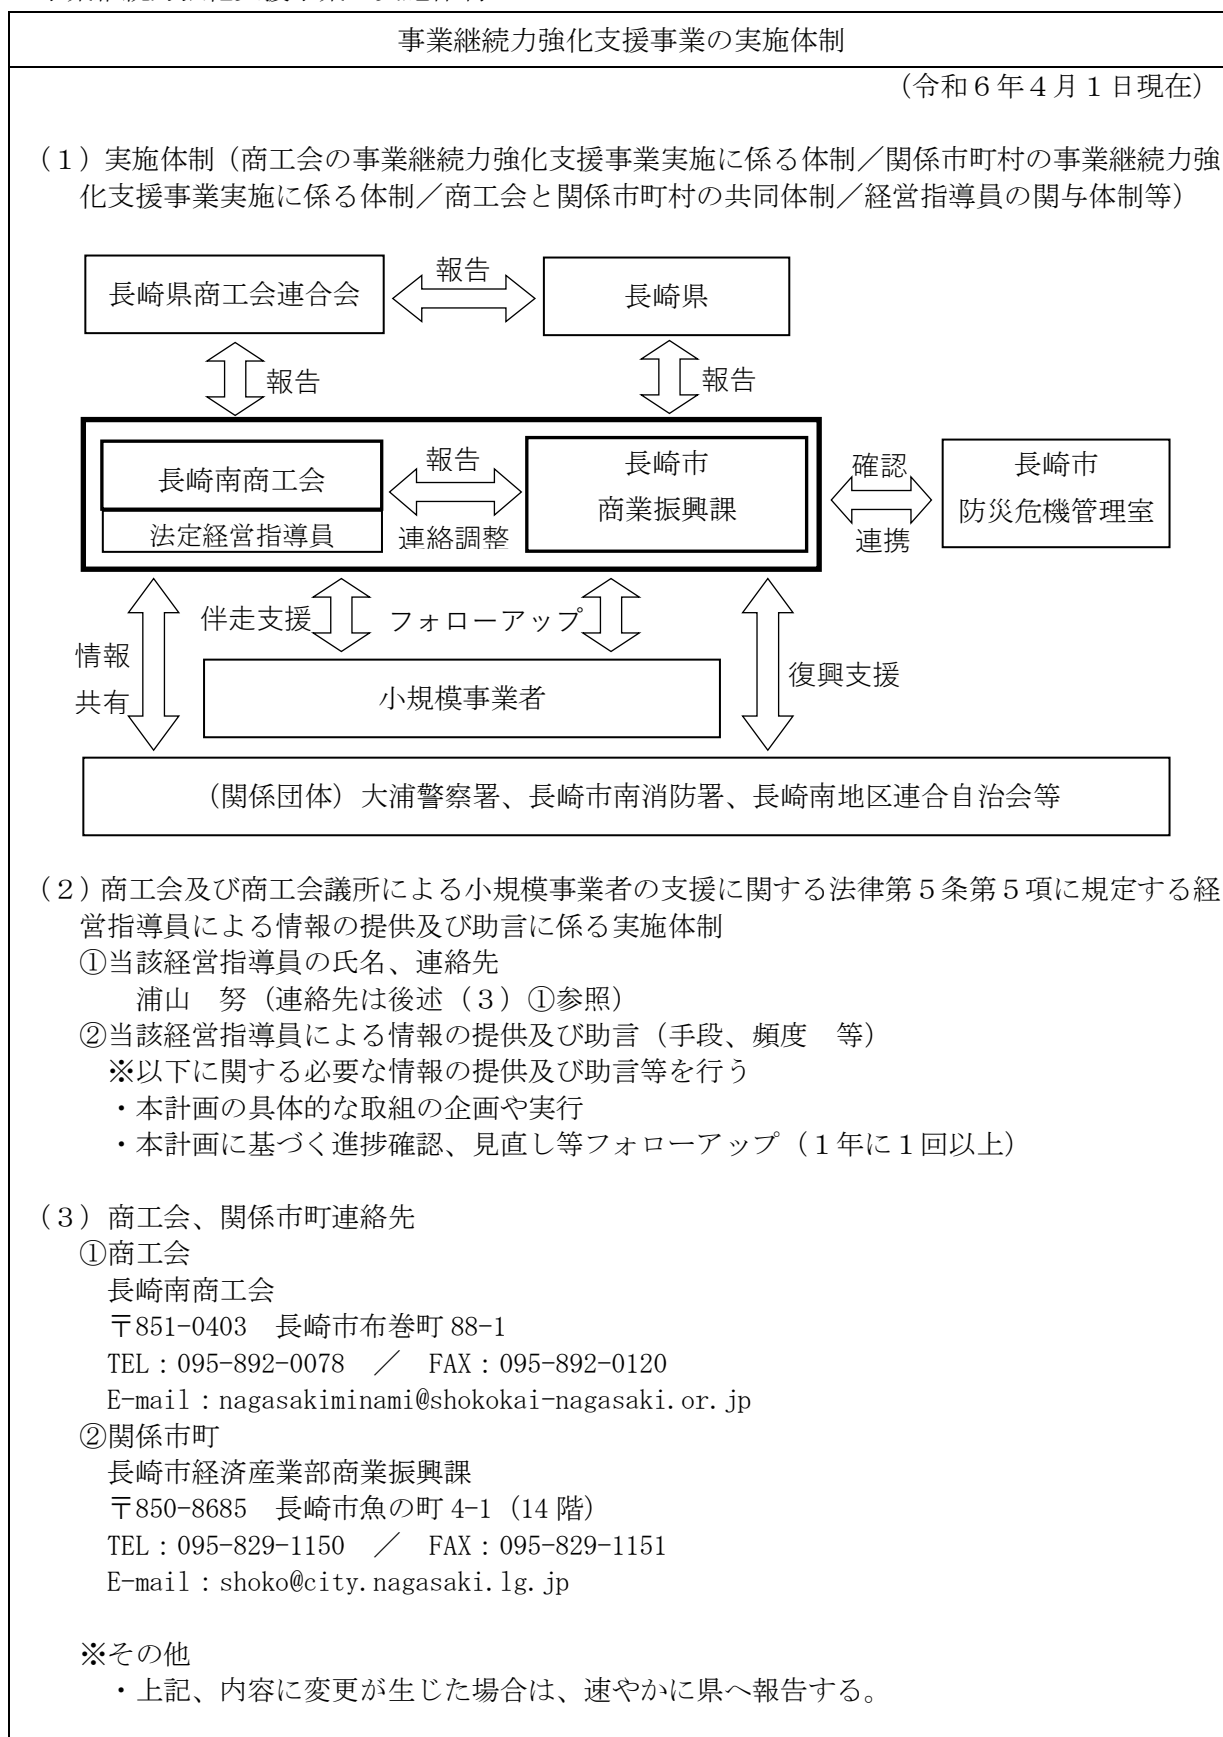 事業継続力強化支援事業の実施体制
（令和６年４月１日現在）
（１）実施体制（商工会の事業継続力強化支援事業実施に係る体制／関係市町村の事業継続力強
化支援事業実施に係る体制／商工会と関係市町村の共同体制／経営指導員の関与体制等）
長崎県商工会連合会
報告
長崎県
報告
報告
長崎南商工会
法定経営指導員
報告
連絡調整
長崎市
商業振興課
確認
連携
長崎市
防災危機管理室
伴走支援
フォローアップ
情報
共有
小規模事業者
復興支援
（関係団体）大浦警察署、長崎市南消防署、長崎南地区連合自治会等
（２）商工会及び商工会議所による小規模事業者の支援に関する法律第５条第５項に規定する経
営指導員による情報の提供及び助言に係る実施体制
①当該経営指導員の氏名、連絡先
浦山　努（連絡先は後述（３）①参照）
②当該経営指導員による情報の提供及び助言（手段、頻度　等）
※以下に関する必要な情報の提供及び助言等を行う
・本計画の具体的な取組の企画や実行
・本計画に基づく進捗確認、見直し等フォローアップ（１年に１回以上）
（３）商工会、関係市町連絡先
①商工会
長崎南商工会
〒851-0403　長崎市布巻町 88-1
TEL：095-892-0078　／　FAX：095-892-0120
E-mail：nagasakiminami@shokokai-nagasaki.or.jp
②関係市町
長崎市経済産業部商業振興課
〒850-8685　長崎市魚の町 4-1（14 階）
TEL：095-829-1150　／　FAX：095-829-1151
E-mail：shoko@city.nagasaki.lg.jp
※その他
・上記、内容に変更が生じた場合は、速やかに県へ報告する。